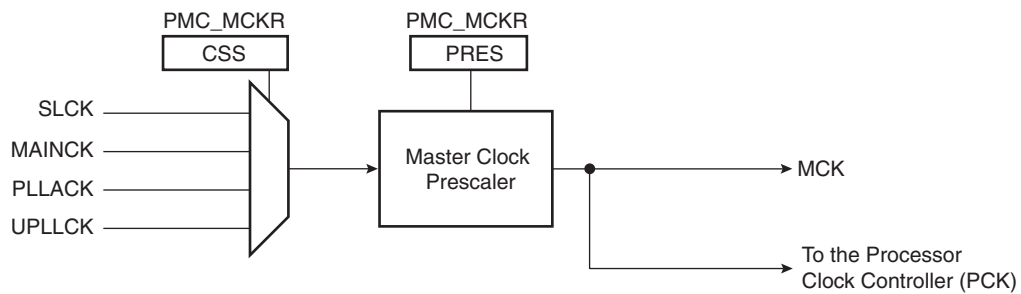 PMC_MCKR
PMC_MCKR
CSS
PRES
SLCK
MAINCK
PLLACK
UPLLCK
Master Clock
Prescaler
MCK
To the Processor
Clock Controller (PCK)